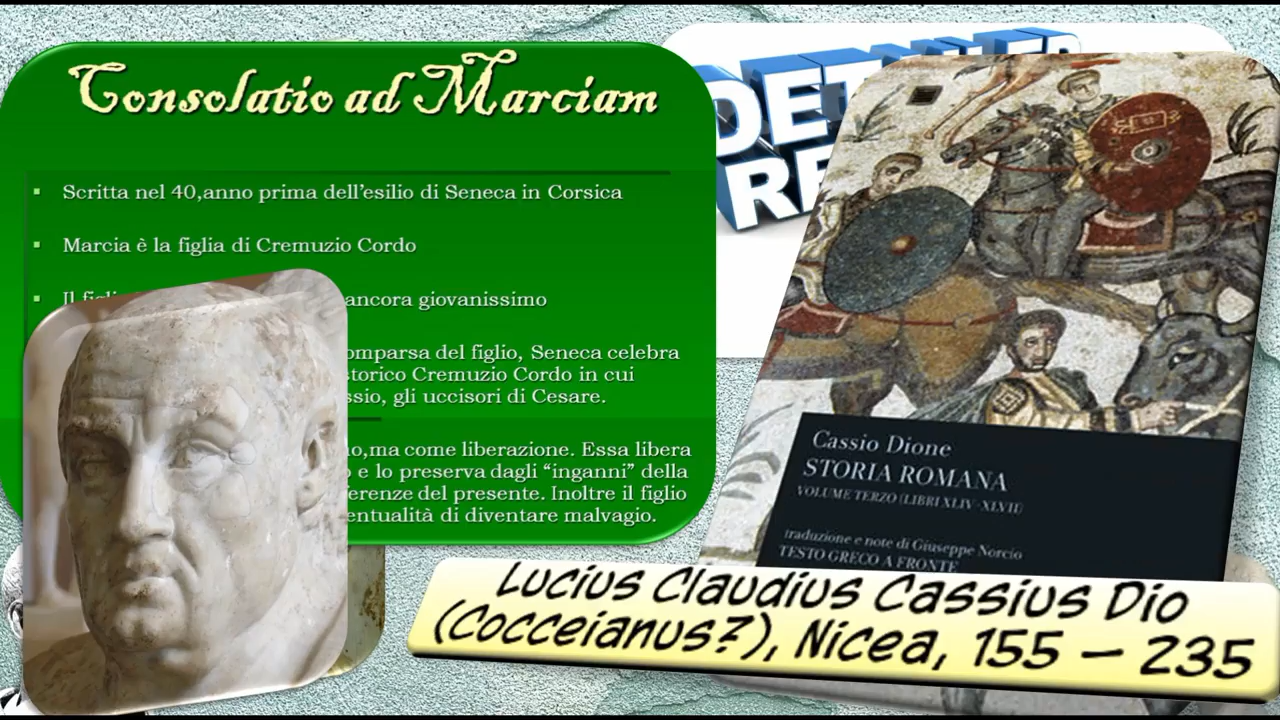 Consolatio ad Marciam
Scritta nel 40,anno prima dell'esilio di Seneca in Corsica
Marcia è la figlia di Cremuzio Cordo
Il ancora giovanissimo
del figlio, Seneca celebra
Cremuzio Cordo in cui
gli uccisori di Cesare.
ma come liberazione. Essa libera
e lo preserva dagli “inganni” della
del presente. Inoltre il figlio
di diventare malvagio.
Cassio Dione
STORIA ROMANA
VOLUME TERZO (LIBRI XLIV-XLVII)
traduzione e note di Giuseppe Norcio
TESTO GRECO A FRONTE
Lucius Claudius Cassius Dio
(Cocceianus?), Nicea, 155 – 235